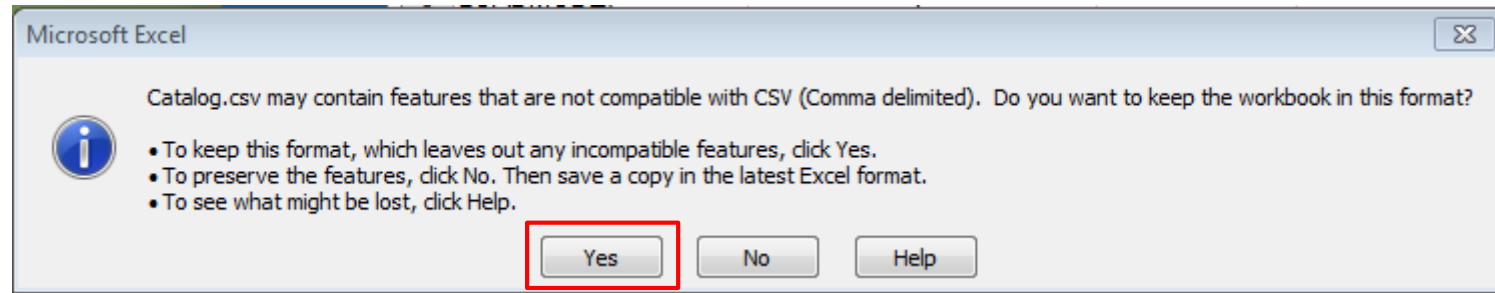 Microsoft Excel
Catalog.csv may contain features that are not compatible with CSV (Comma delimited).  Do you want to keep the workbook in this format?
• To keep this format, which leaves out any incompatible features, click Yes.
• To preserve the features, click No. Then save a copy in the latest Excel format.
• To see what might be lost, click Help.
Yes No Help